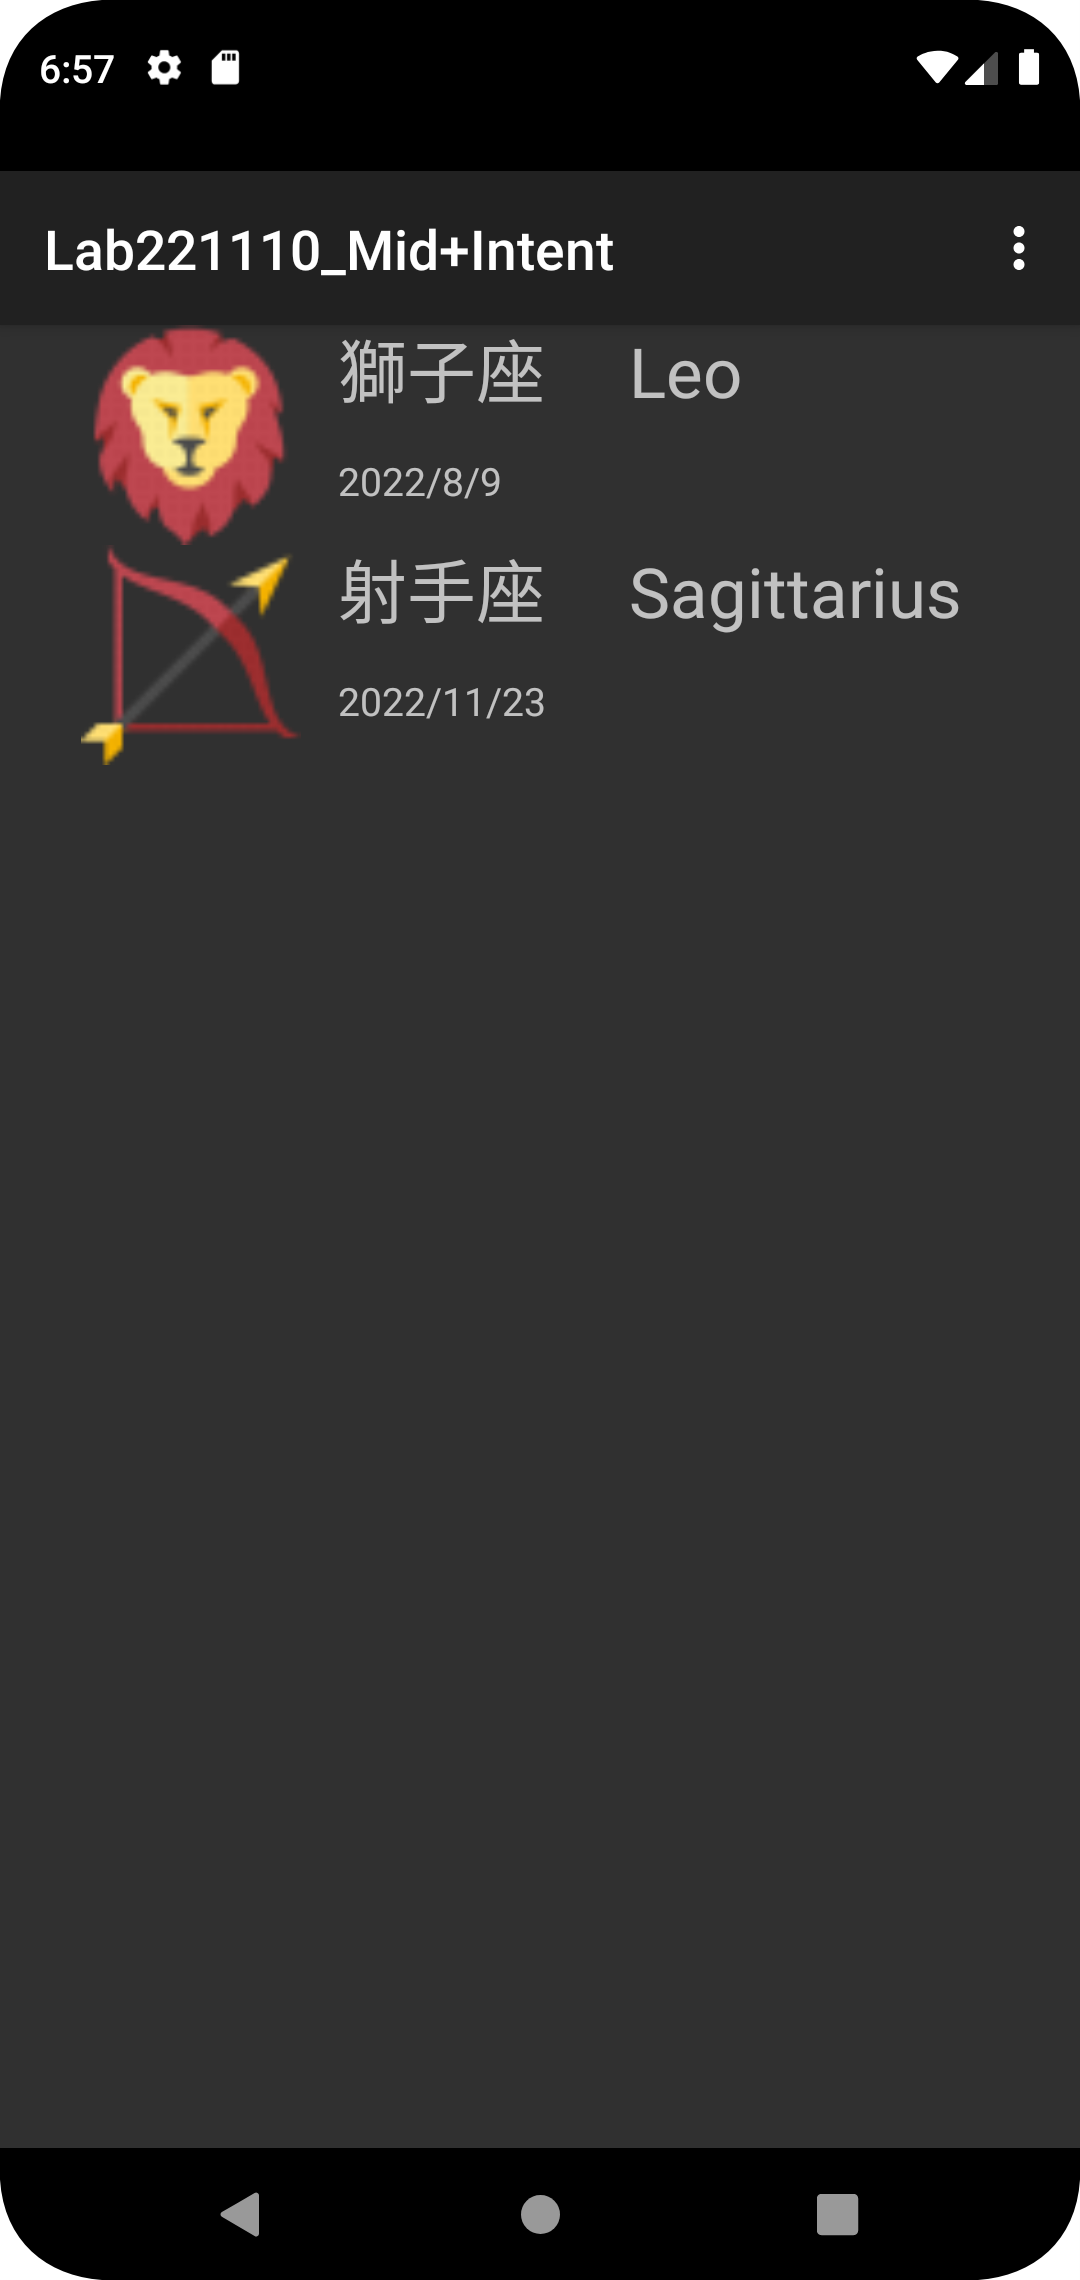 6:57
Lab221110_Mid+Intent
獅子座 Leo
2022/8/9
射手座 Sagittarius
2022/11/23